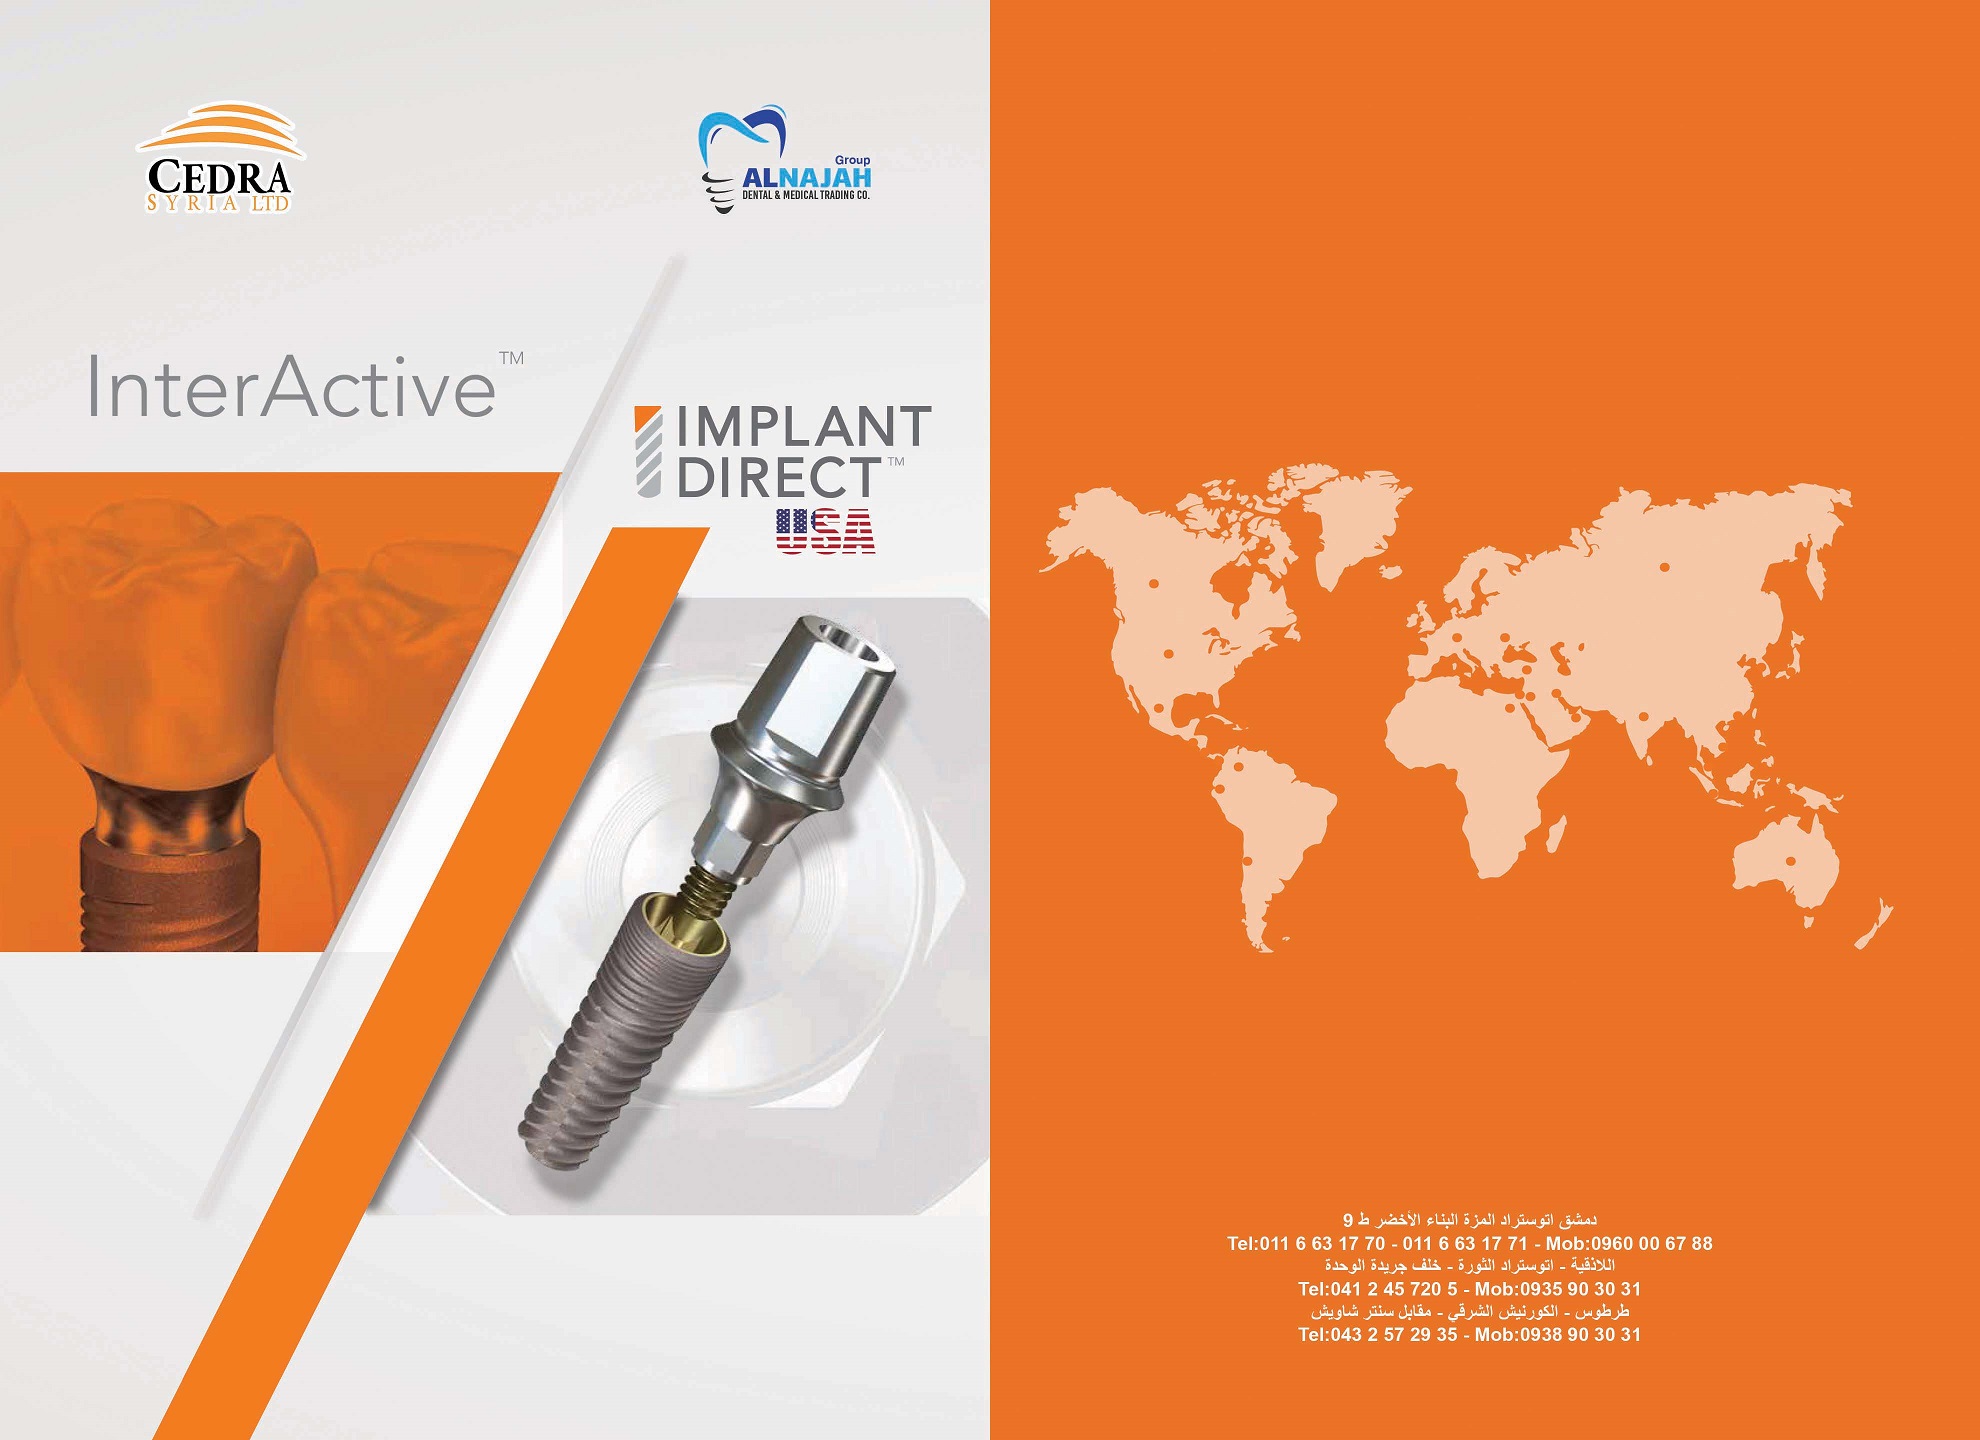 CEDRA
SYRIA LTD
Group
ALNAJAH
DENTAL & MEDICAL TRADING CO.
InterActive™
IMPLANT
DIRECT™
USA
دمشق اتوستراد المزة البناء الأخضر ط 9
Tel:011 6 63 17 70 - 011 6 63 17 71 - Mob:0960 00 67 88
اللاذقية - اتوستراد الثورة - خلف جريدة الوحدة
Tel:041 2 45 720 5 - Mob:0935 90 30 31
طرطوس - الكورنيش الشرقي - مقابل سنتر شاويش
Tel:043 2 57 29 35 - Mob:0938 90 30 31